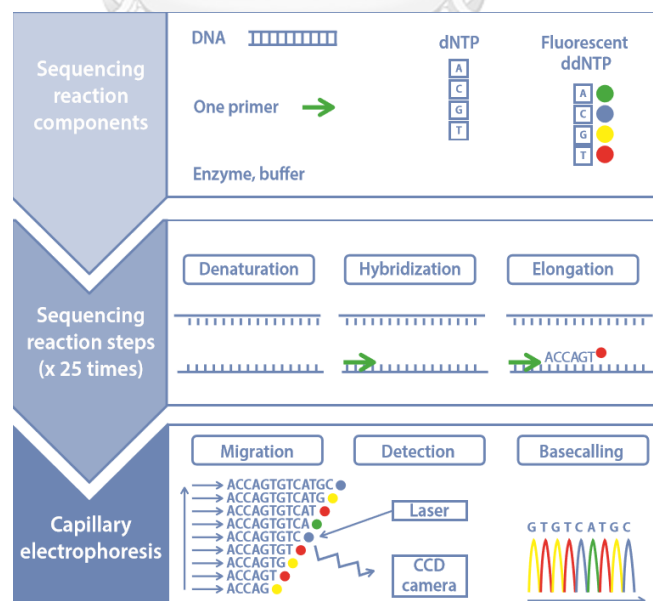 Sequencing
reaction
components
DNA
One primer
Enzyme, buffer
dNTP
A
C
G
T
Fluorescent
ddNTP
A
C
G
T
Sequencing
reaction steps
(x 25 times)
Denaturation
Hybridization
Elongation
ACCAGT
Capillary
electrophoresis
Migration
Detection
Basecalling
ACCAGTGTCATGC
ACCAGTGTCATG
ACCAGTGTCAT
ACCAGTGTCA
ACCAGTGTC
ACCAGTGT
ACCAGTG
ACCAGT
ACCAG
Laser
CCD
camera
GTGTCATGC